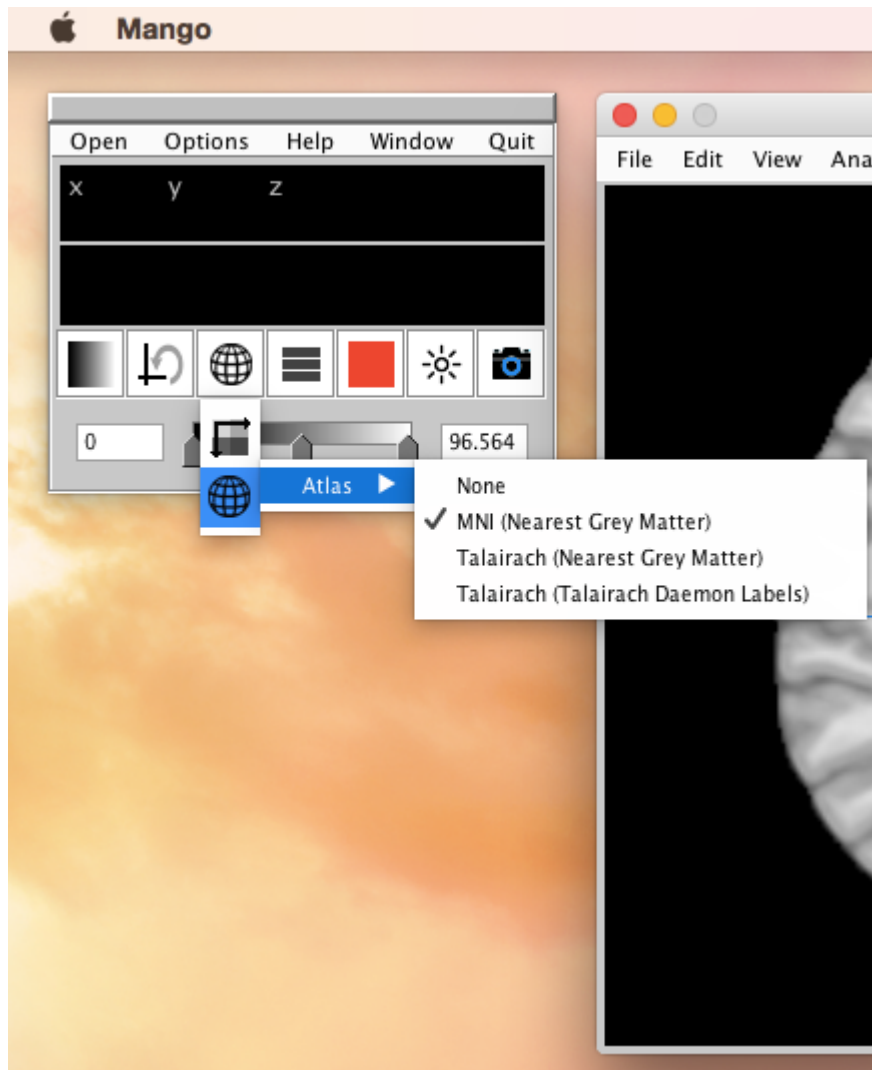 Mango
Open Options Help Window Quit
x y z
File Edit View Ana
0 96.564
Atlas
None
MNI (Nearest Grey Matter)
Talairach (Nearest Grey Matter)
Talairach (Talairach Daemon Labels)